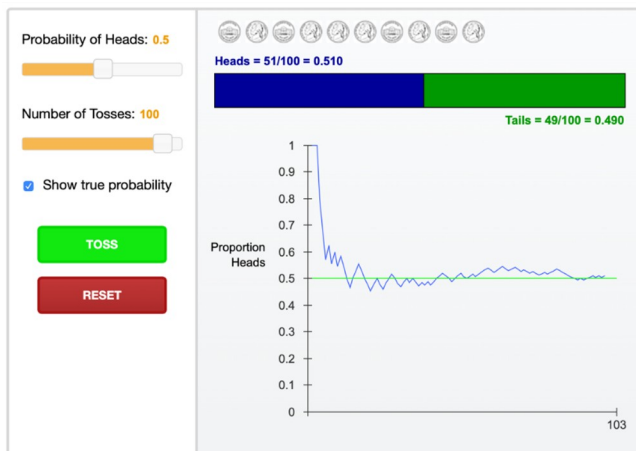 Probability of Heads: 0.5
Number of Tosses: 100
Show true probability
TOSS
RESET
Heads = 51/100 = 0.510
Tails = 49/100 = 0.490
Proportion
Heads
1
0.9
0.8
0.7
0.6
0.5
0.4
0.3
0.2
0.1
0
103